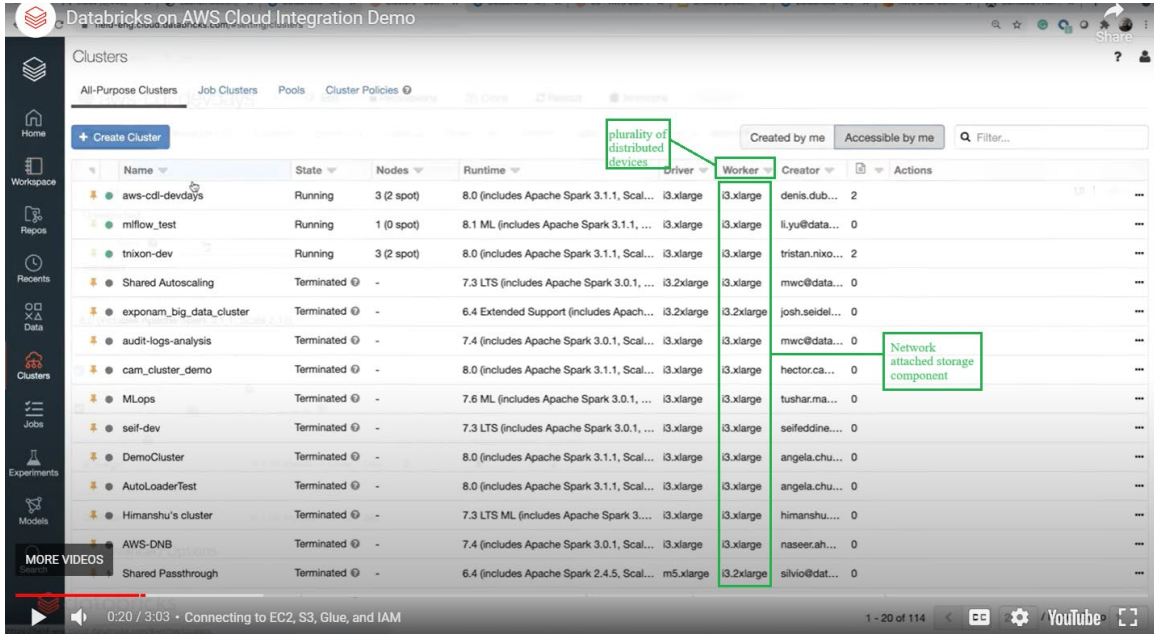 Databricks on AWS Cloud Integration Demo
Share
Clusters
All-Purpose Clusters Job Clusters Pools Cluster Policies
+ Create Cluster
plurality of
distributed
devices
Created by me Accessible by me Filter...
Name State Nodes Runtime Driver Worker Creator Actions
aws-cdl-devdays Running 3 (2 spot) 8.0 (includes Apache Spark 3.1.1, Scal... i3.xlarge i3.xlarge denis.dub... 2
mlflow_test Running 1 (0 spot) 8.1 ML (includes Apache Spark 3.1.1, ... i3.xlarge i3.xlarge li.yu@data... 0
tnixon-dev Running 3 (2 spot) 8.0 (includes Apache Spark 3.1.1, Scal... i3.xlarge i3.xlarge tristan.nixo... 2
Shared Autoscaling Terminated - 7.3 LTS (includes Apache Spark 3.0.1, ... i3.2xlarge i3.xlarge mwc@data... 0
exponam_big_data_cluster Terminated - 6.4 Extended Support (includes Apach... i3.2xlarge i3.2xlarge josh.seidel... 0
audit-logs-analysis Terminated - 7.4 (includes Apache Spark 3.0.1, Scal... i3.xlarge i3.xlarge mwc@data... 0
Network
attached storage
component
cam_cluster_demo Terminated - 8.0 (includes Apache Spark 3.1.1, Scal... i3.xlarge i3.xlarge hector.ca... 0
MLops Terminated - 7.6 ML (includes Apache Spark 3.0.1, ... i3.xlarge i3.xlarge tushar.ma... 0
seif-dev Terminated - 7.3 LTS (includes Apache Spark 3.0.1, ... i3.xlarge i3.xlarge seifeddine.... 0
DemoCluster Terminated - 8.0 (includes Apache Spark 3.1.1, Scal... i3.xlarge i3.xlarge angela.chu... 0
AutoLoaderTest Terminated - 8.0 (includes Apache Spark 3.1.1, Scal... i3.xlarge i3.xlarge angela.chu... 0
Himanshu's cluster Terminated - 7.3 LTS ML (includes Apache Spark 3.... i3.xlarge i3.xlarge himanshu.... 0
AWS-DNB Terminated - 7.4 (includes Apache Spark 3.0.1, Scal... i3.xlarge i3.xlarge naseer.ah... 0
Shared Passthrough Terminated - 6.4 (includes Apache Spark 2.4.5, Scal... m5.xlarge i3.2xlarge silvio@dat... 0
Home
Workspace
Repos
Recents
Data
Clusters
Jobs
Experiments
Models
Search
MORE VIDEOS
databricks
0:20 / 3:03 • Connecting to EC2, S3, Glue, and IAM
1 - 20 of 114
CC
YouTube